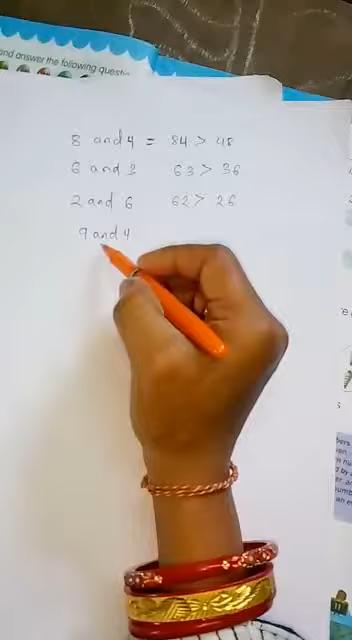 and answer the following questio
8 and 4 = 84 > 48
6 and 3 63 > 36
2 and 6 62 > 26
9 and 4